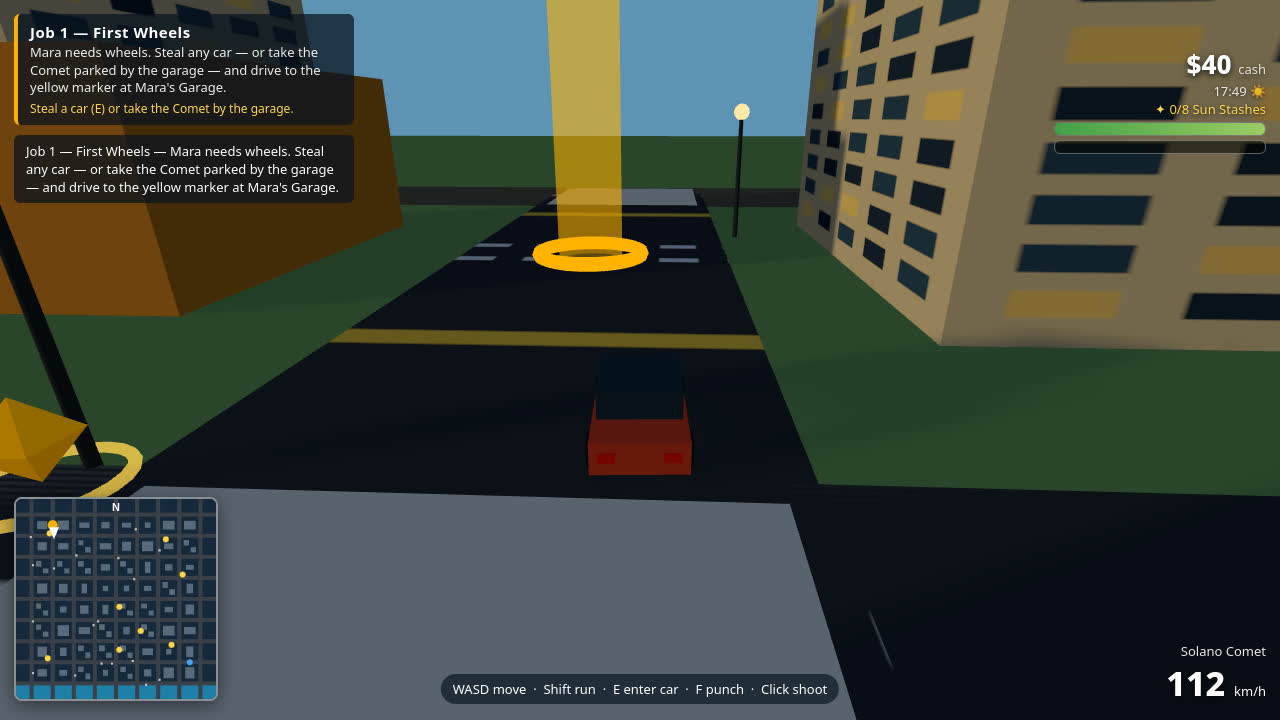 Job 1 — First Wheels
Mara needs wheels. Steal any car — or take the
Comet parked by the garage — and drive to the
yellow marker at Mara's Garage.
Steal a car (E) or take the Comet by the garage.
Job 1 — First Wheels — Mara needs wheels. Steal
any car — or take the Comet parked by the garage
— and drive to the yellow marker at Mara's Garage.
$40 cash
17:49 ☀️
✦ 0/8 Sun Stashes
N
WASD move · Shift run · E enter car · F punch · Click shoot
Solano Comet
112 km/h